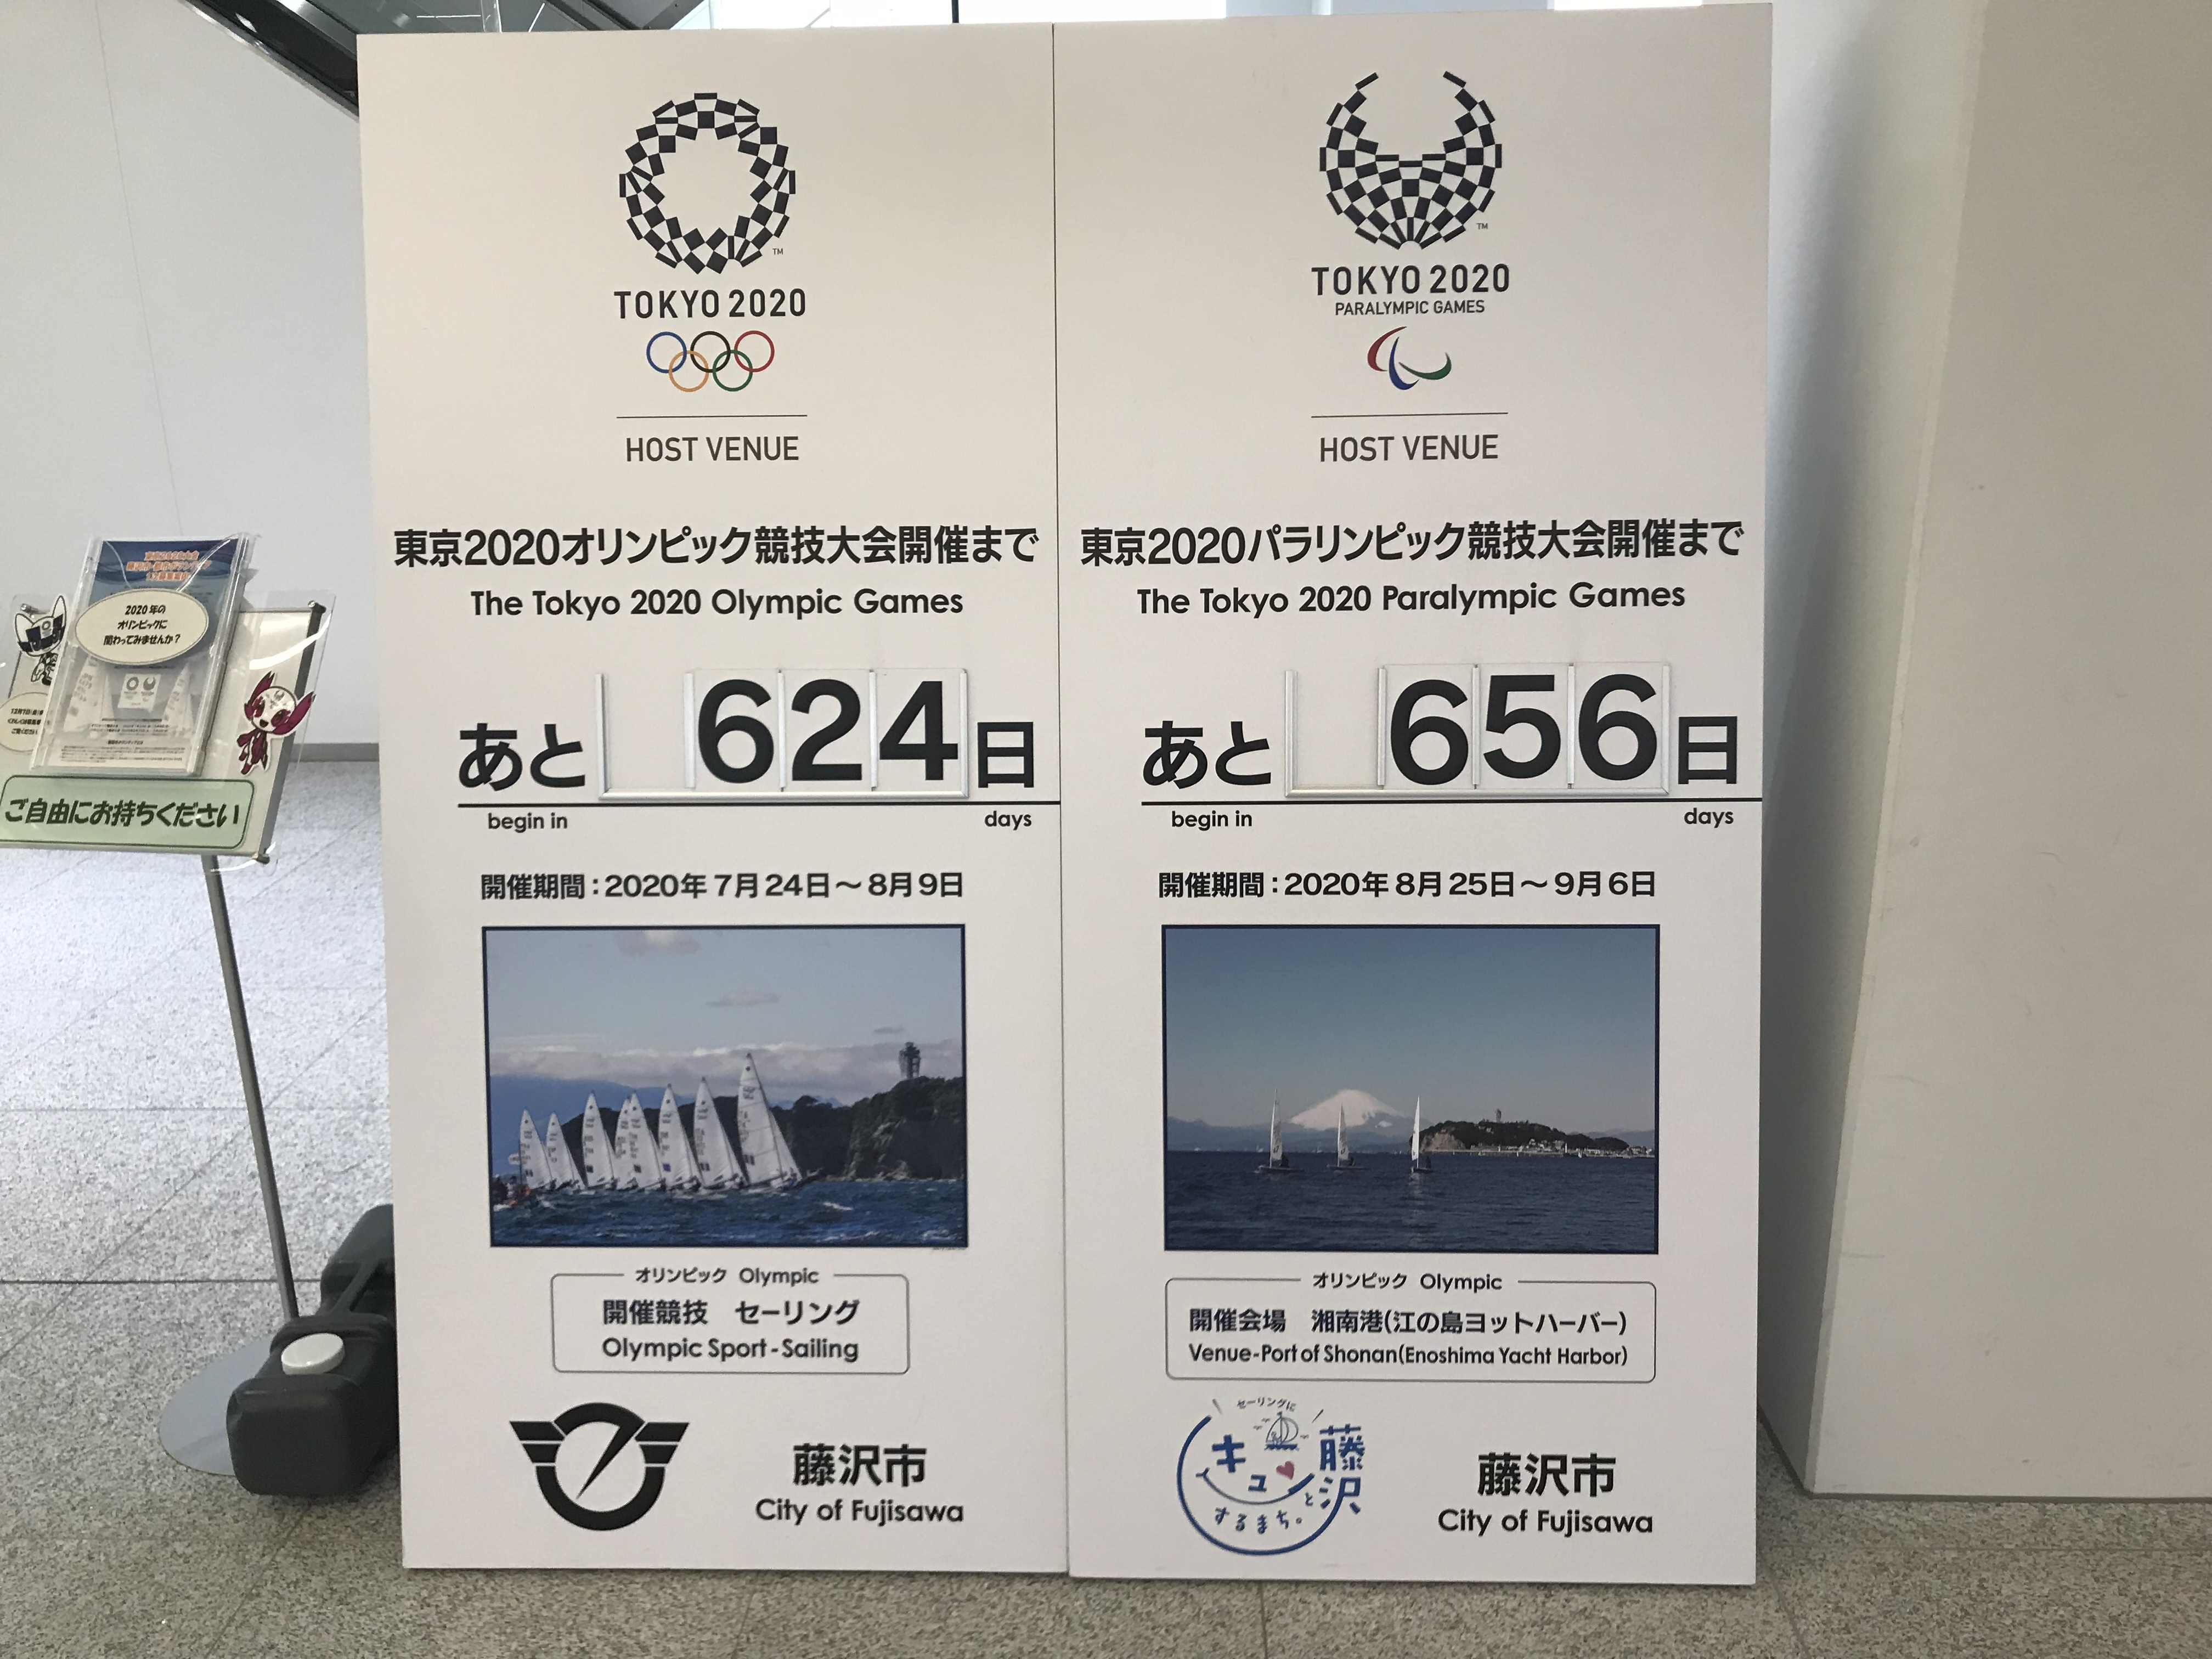 TOKYO 2020
HOST VENUE
東京2020オリンピック競技大会開催まで
The Tokyo 2020 Olympic Games
あと 624日
begin in days
開催期間：2020年7月24日～8月9日
オリンピック Olympic
開催競技 セーリング
Olympic Sport-Sailing
藤沢市
City of Fujisawa
TOKYO 2020
PARALYMPIC GAMES
HOST VENUE
東京2020パラリンピック競技大会開催まで
The Tokyo 2020 Paralympic Games
あと 656日
begin in days
開催期間：2020年8月25日～9月6日
オリンピック Olympic
開催会場 湘南港(江の島ヨットハーバー)
Venue-Port of Shonan(Enoshima Yacht Harbor)
セーリングに
キュ
と
するまち。
藤沢
藤沢市
City of Fujisawa
2020年の
オリンピックに
関わってみませんか？
ご自由にお持ちください